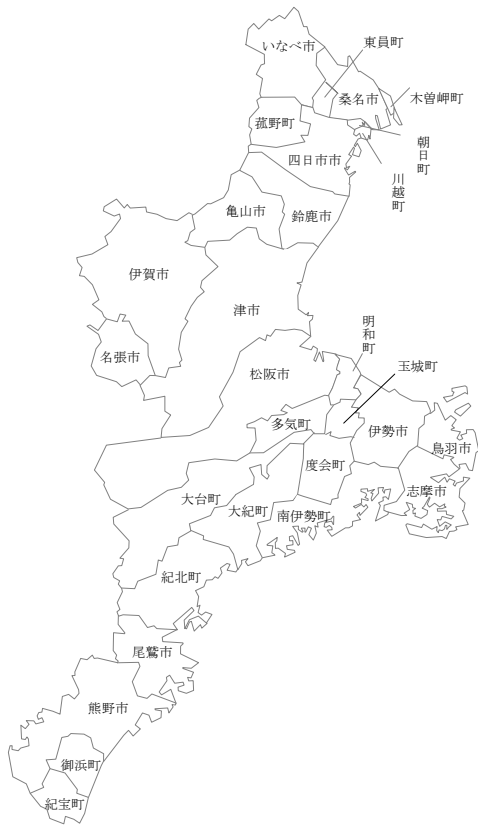 いなべ市
東員町
桑名市
木曽岬町
菰野町
朝日町
四日市市
川越町
亀山市
鈴鹿市
伊賀市
津市
明和町
名張市
玉城町
松阪市
多気町
伊勢市
鳥羽市
度会町
志摩市
大台町
大紀町
南伊勢町
紀北町
尾鷲市
熊野市
御浜町
紀宝町